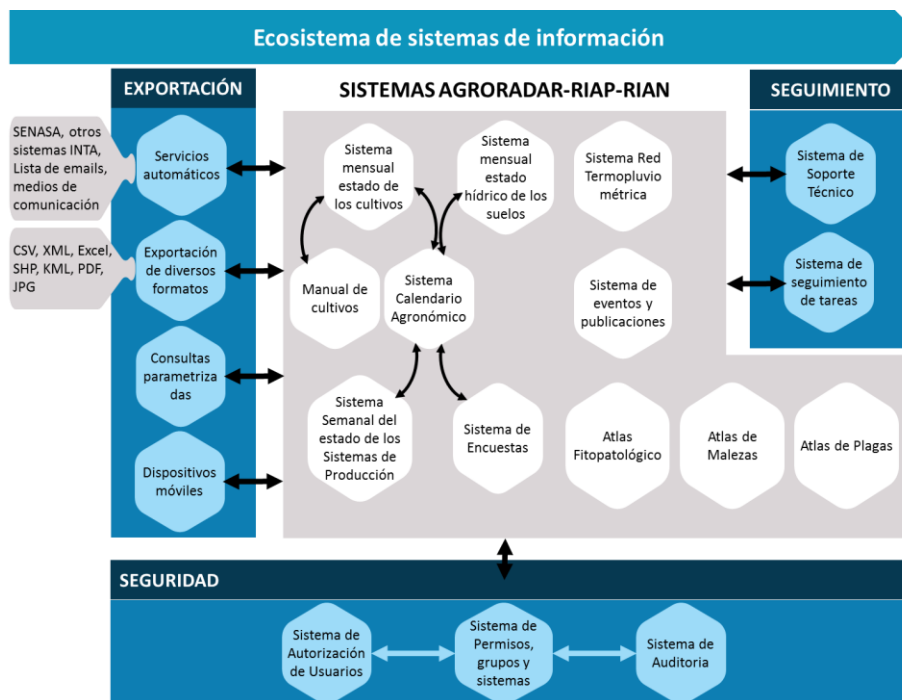 Ecosistema de sistemas de información
EXPORTACIÓN
SENASA, otros
sistemas INTA,
Lista de emails,
medios de
comunicación
Servicios
automáticos
CSV, XML, Excel,
SHP, KML, PDF,
JPG
Exportación
de diversos
formatos
Consultas
parametriza
das
Dispositivos
móviles
SISTEMAS AGRORADAR-RIAP-RIAN
Sistema
mensual
estado de
los cultivos
Sistema
mensual
estado
hídrico de los
suelos
Sistema Red
Termopluvio
métrica
Manual de
cultivos
Sistema
Calendario
Agronómico
Sistema de
eventos y
publicaciones
Sistema
Semanal del
estado de los
Sistemas de
Producción
Sistema de
Encuestas
Atlas
Fitopatológico
Atlas de
Malezas
Atlas de Plagas
SEGUIMIENTO
Sistema de
Soporte
Técnico
Sistema de
seguimiento
de tareas
SEGURIDAD
Sistema de
Autorización
de Usuarios
Sistema de
Permisos,
grupos y
sistemas
Sistema de
Auditoria